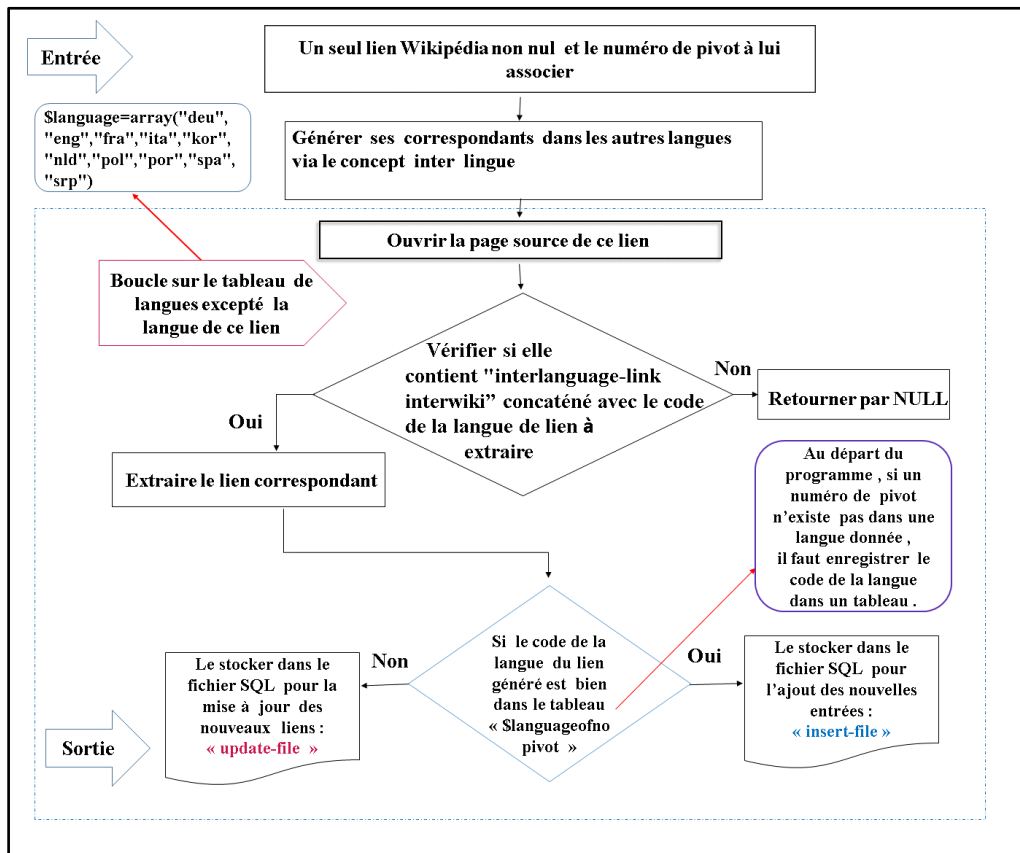 Entrée
Un seul lien Wikipédia non nul et le numéro de pivot à lui
associer
$language=array("deu",
"eng","fra","ita","kor",
"nld","pol","por","spa",
"srp")
Générer ses correspondants dans les autres langues
via le concept inter lingue
Ouvrir la page source de ce lien
Boucle sur le tableau de
langues excepté la
langue de ce lien
Vérifier si elle
contient "interlanguage-link
interwiki” concaténé avec le code
de la langue de lien à
extraire
Non
Retourner par NULL
Oui
Extraire le lien correspondant
Au départ du
programme , si un
numéro de pivot
n’existe pas dans une
langue donnée ,
il faut enregistrer le
code de la langue
dans un tableau .
Si le code de la
langue du lien
généré est bien
dans le tableau
« $languageofno
pivot »
Non
Oui
Le stocker dans le
fichier SQL pour la
mise à jour des
nouveaux liens :
« update-file »
Le stocker dans le
fichier SQL pour
l’ajout des nouvelles
entrées :
« insert-file »
Sortie